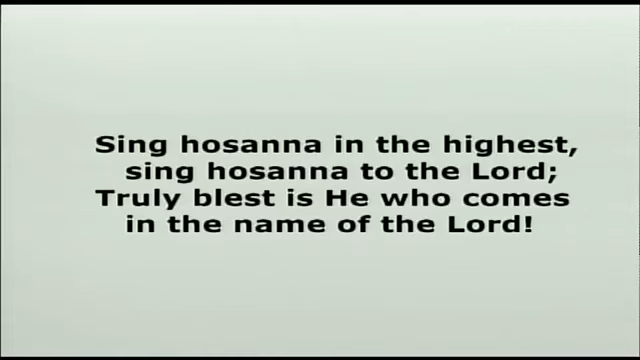 Sing hosanna in the highest,
sing hosanna to the Lord;
Truly blest is He who comes
in the name of the Lord!